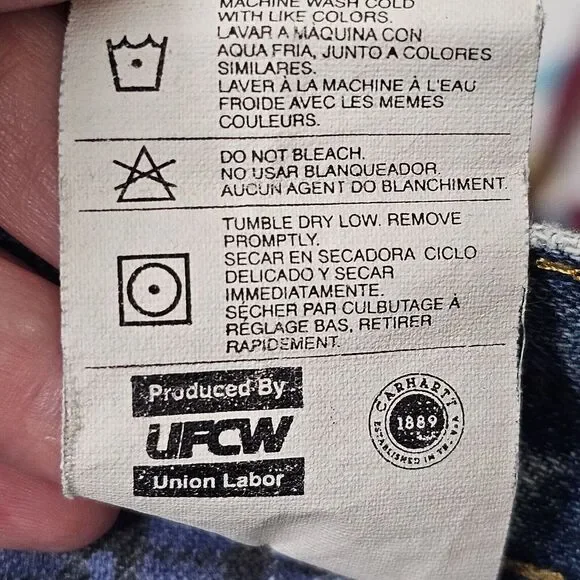 MACHINE WASH COLD
WITH LIKE COLORS.
LAVAR A MAQUINA CON
AQUA FRIA, JUNTO A COLORES
SIMILARES.
LAVER À LA MACHINE À L'EAU
FROIDE AVEC LES MEMES
COULEURS.
DO NOT BLEACH.
NO USAR BLANQUEADOR.
AUCUN AGENT DO BLANCHIMENT.
TUMBLE DRY LOW. REMOVE
PROMPTLY.
SECAR EN SECADORA CICLO
DELICADO Y SECAR
IMMEDIATAMENTE.
SÉCHER PAR CULBUTAGE À
RÉGLAGE BAS, RETIRER
RAPIDEMENT.
Produced By
UFCW
Union Labor
CARHARTT
1889
ESTABLISHED IN